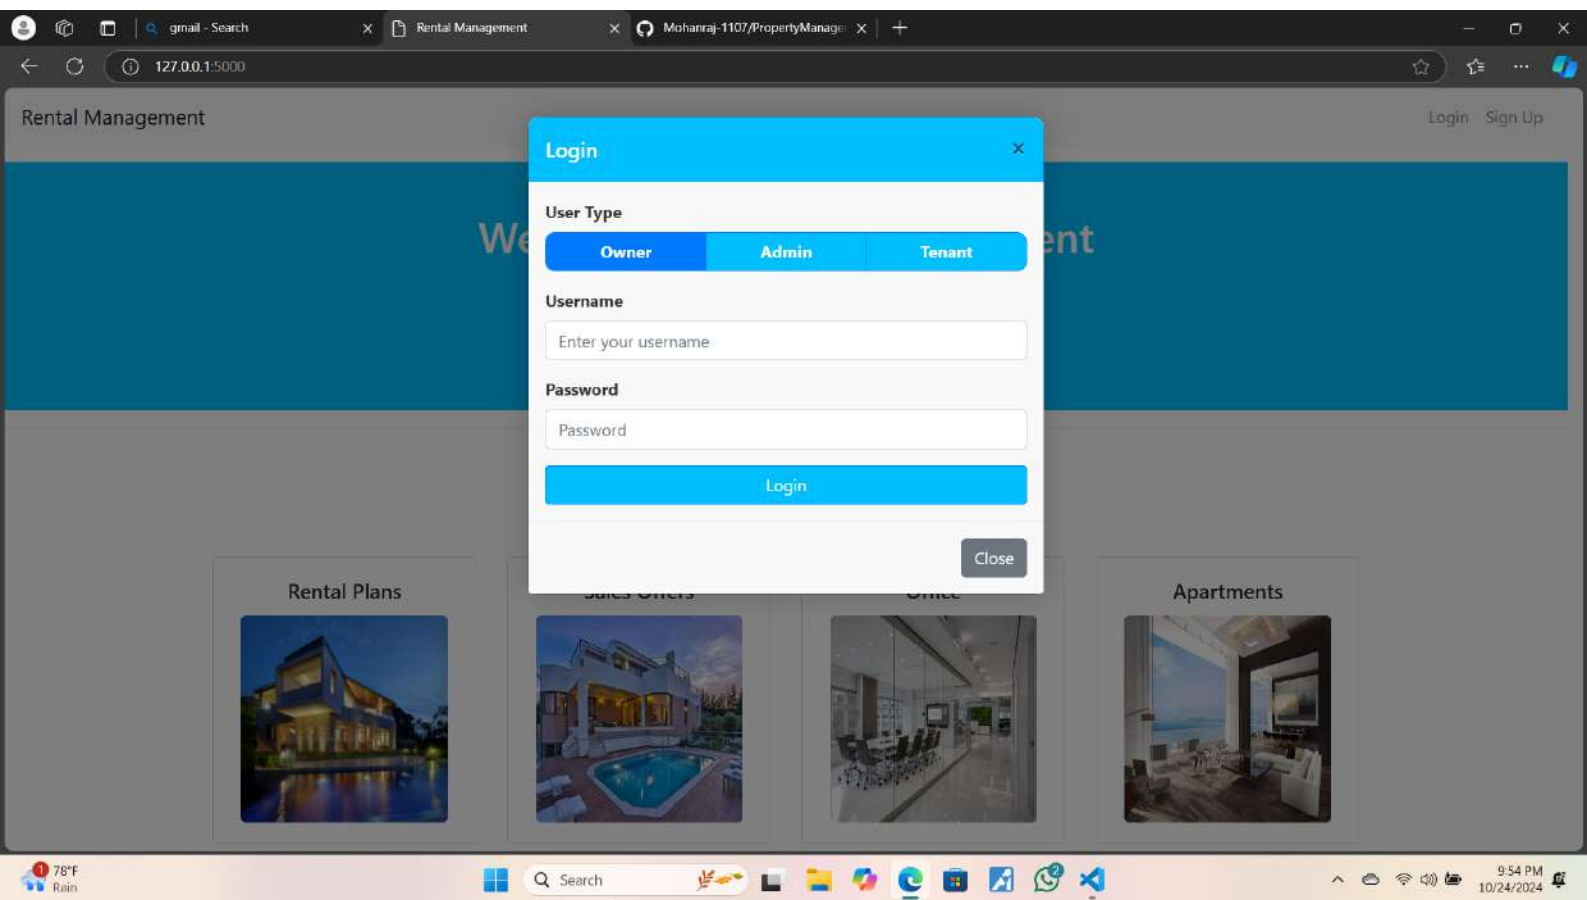 gmail - Search
Rental Management
Mohanraj-1107/PropertyManage
127.0.0.1:5000
Rental Management
Login Sign Up
Login
User Type
Owner Admin Tenant
Username
Enter your username
Password
Password
Login
Close
Rental Plans
Apartments
1
78°F
Rain
Search
2
9:54 PM
10/24/2024